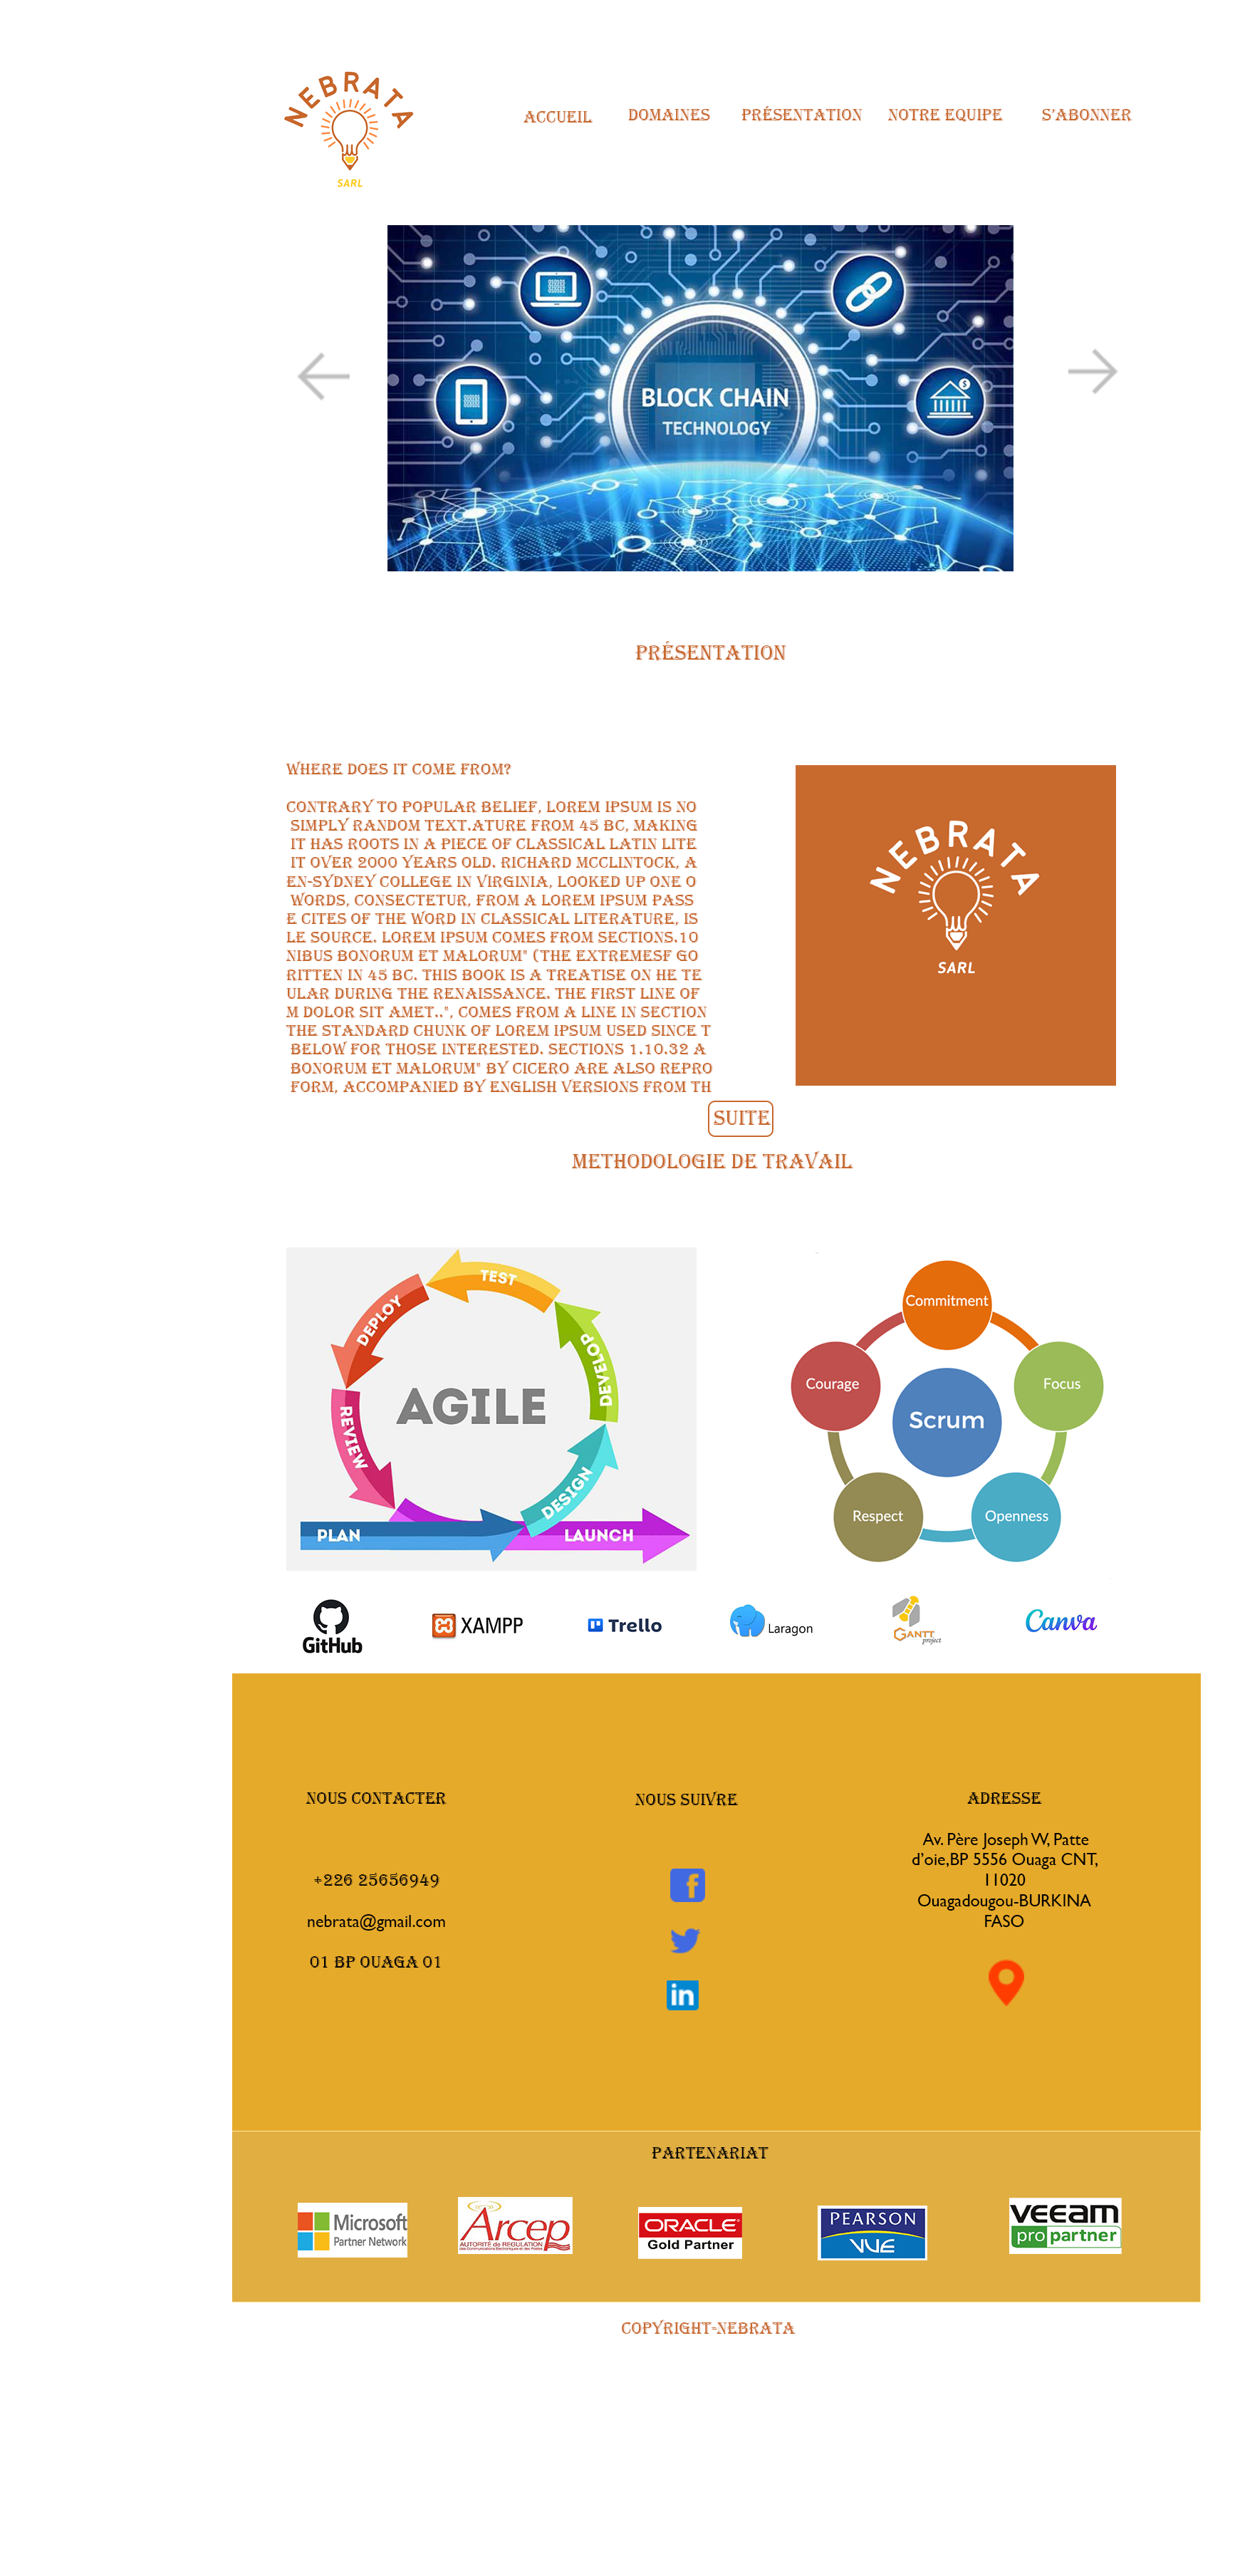 NEBRATA
SARL
ACCUEIL
DOMAINES
PRÉSENTATION
NOTRE EQUIPE
S'ABONNER
BLOCK CHAIN
TECHNOLOGY
PRÉSENTATION
WHERE DOES IT COME FROM?
CONTRARY TO POPULAR BELIEF, LOREM IPSUM IS NO
SIMPLY RANDOM TEXT.ATURE FROM 45 BC, MAKING
IT HAS ROOTS IN A PIECE OF CLASSICAL LATIN LITE
IT OVER 2000 YEARS OLD. RICHARD MCCLINTOCK, A
EN-SYDNEY COLLEGE IN VIRGINIA, LOOKED UP ONE O
WORDS, CONSECTETUR, FROM A LOREM IPSUM PASS
E CITES OF THE WORD IN CLASSICAL LITERATURE, IS
LE SOURCE. LOREM IPSUM COMES FROM SECTIONS.10
NIBUS BONORUM ET MALORUM" (THE EXTREMESF GO
RITTEN IN 45 BC. THIS BOOK IS A TREATISE ON HE TE
ULAR DURING THE RENAISSANCE. THE FIRST LINE OF
M DOLOR SIT AMET..", COMES FROM A LINE IN SECTION
THE STANDARD CHUNK OF LOREM IPSUM USED SINCE T
BELOW FOR THOSE INTERESTED. SECTIONS 1.10.32 A
BONORUM ET MALORUM" BY CICERO ARE ALSO REPRO
FORM, ACCOMPANIED BY ENGLISH VERSIONS FROM TH
NEBRATA
SARL
SUITE
METHODOLOGIE DE TRAVAIL
TEST
DEPLOY
DEVELOP
AGILE
REVIEW
DESIGN
PLAN
LAUNCH
Commitment
Courage
Focus
Scrum
Respect
Openness
GitHub
XAMPP
Trello
Laragon
GANTT
project
Canva
NOUS CONTACTER
+226 25656949
nebrata@gmail.com
01 BP OUAGA 01
NOUS SUIVRE
f
in
ADRESSE
Av. Père Joseph W, Patte
d'oie,BP 5556 Ouaga CNT,
11020
Ouagadougou-BURKINA
FASO
PARTENARIAT
Microsoft
Partner Network
Arcep
AUTORITÉ de REGULATION
des Communications Electroniques et des Postes
ORACLE
Gold Partner
PEARSON
VUE
veeam
pro partner
COPYRIGHT-NEBRATA